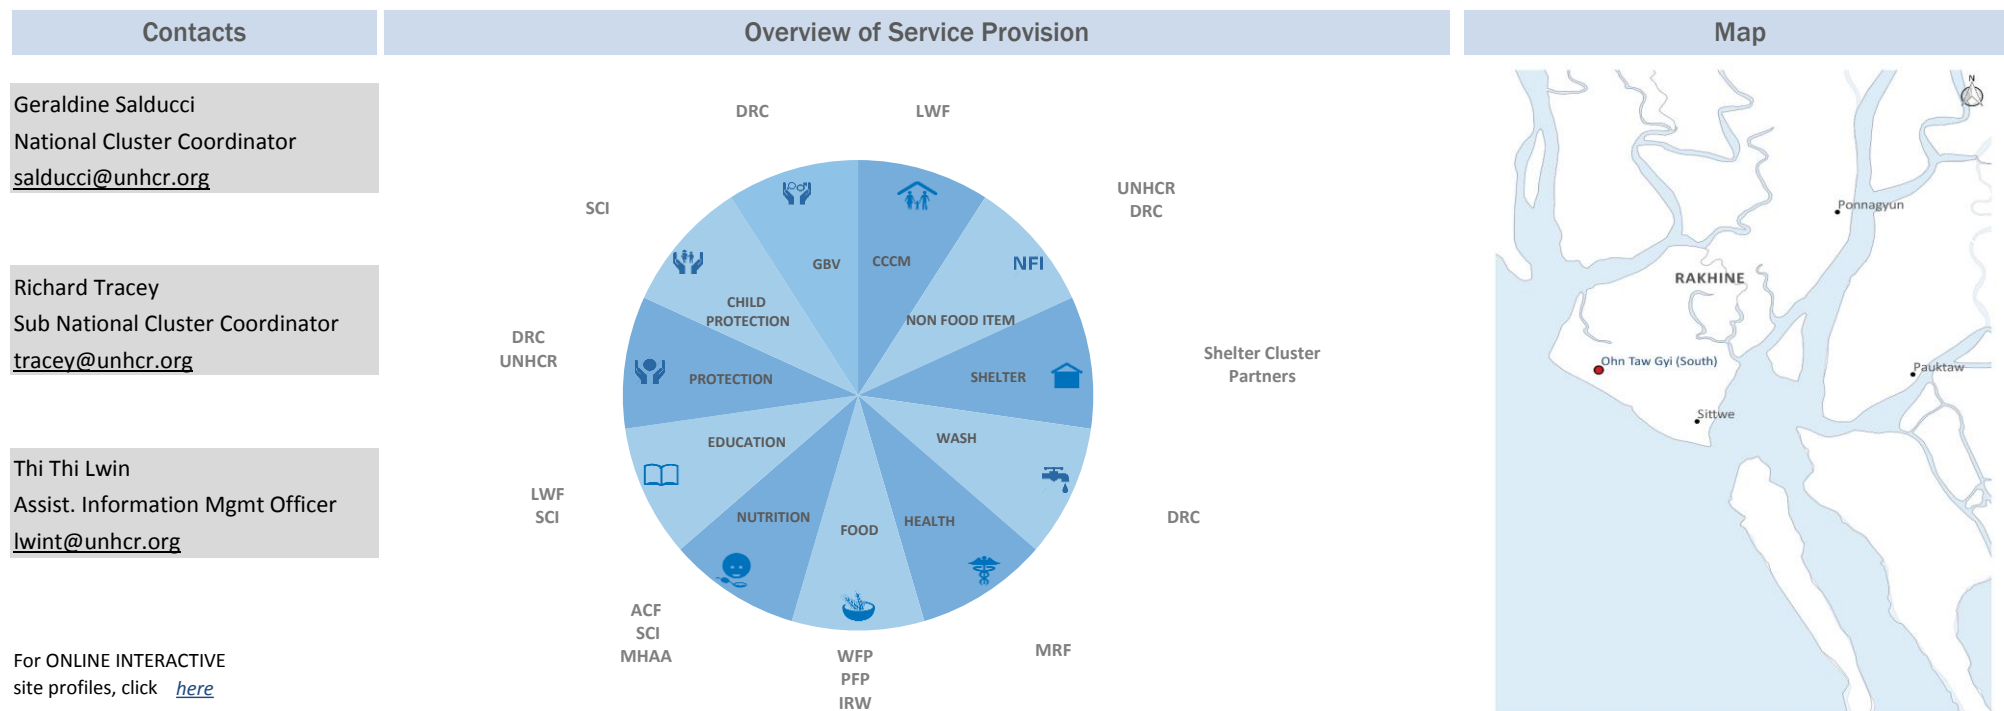 Contacts
Geraldine Salducci
National Cluster Coordinator
salducci@unhcr.org
Richard Tracey
Sub National Cluster Coordinator
tracey@unhcr.org
Thi Thi Lwin
Assist. Information Mgmt Officer
lwint@unhcr.org
For ONLINE INTERACTIVE
site profiles, click here
Overview of Service Provision
DRC
LWF
UNHCR
DRC
SCI
DRC
UNHCR
Shelter Cluster
Partners
LWF
SCI
DRC
ACF
SCI
MHAA
WFP
PFP
IRW
MRF
GBV
CCCM
NFI
CHILD
PROTECTION
NON FOOD ITEM
PROTECTION
SHELTER
EDUCATION
WASH
NUTRITION
FOOD
HEALTH
Map
N
Ponnagyun
RAKHINE
Ohn Taw Gyi (South)
Pauktaw
Sittwe